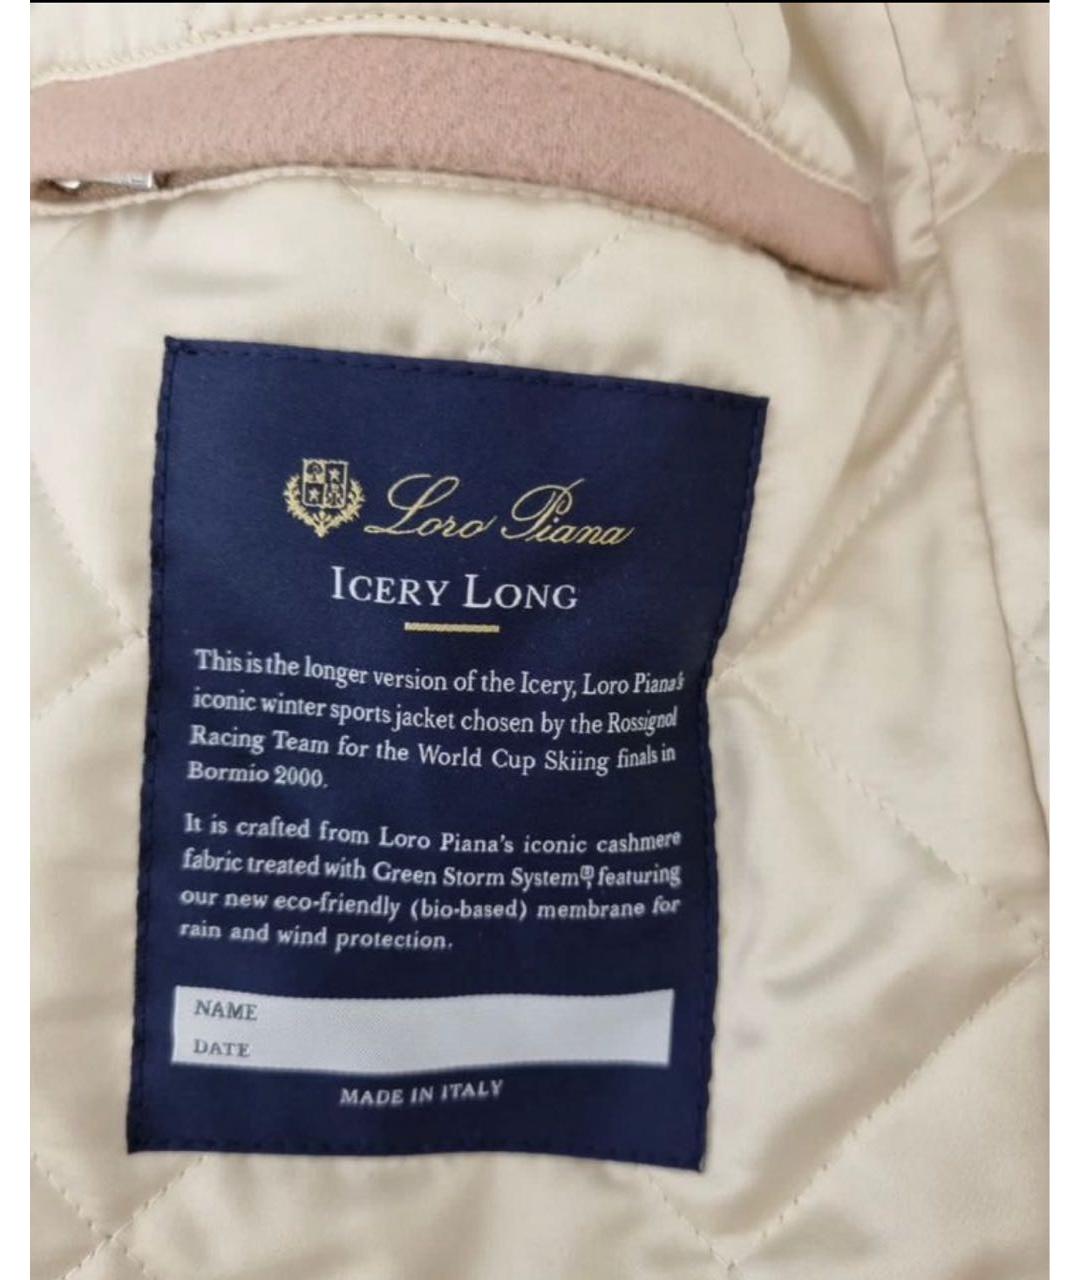 Loro Piana
ICERY LONG
This is the longer version of the Icery, Loro Piana's
iconic winter sports jacket chosen by the Rossignol
Racing Team for the World Cup Skiing finals in
Bormio 2000.
It is crafted from Loro Piana's iconic cashmere
fabric treated with Green Storm System® featuring
our new eco-friendly (bio-based) membrane for
rain and wind protection.
NAME
DATE
MADE IN ITALY